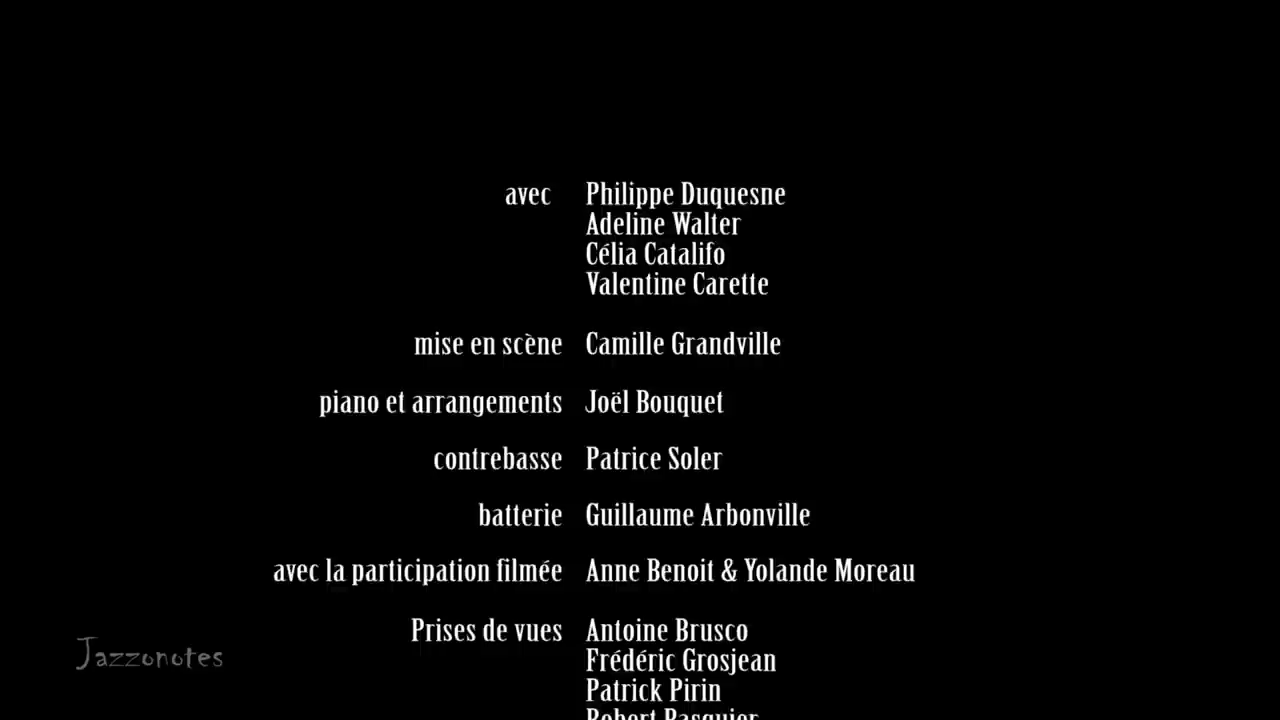 avec Philippe Duquesne
Adeline Walter
Célia Catalifo
Valentine Carette
mise en scène Camille Grandville
piano et arrangements Joël Bouquet
contrebasse Patrice Soler
batterie Guillaume Arbonville
avec la participation filmée Anne Benoit & Yolande Moreau
Prises de vues Antoine Brusco
Frédéric Grosjean
Patrick Pirin
Robert Pasquier
Jazzonotes